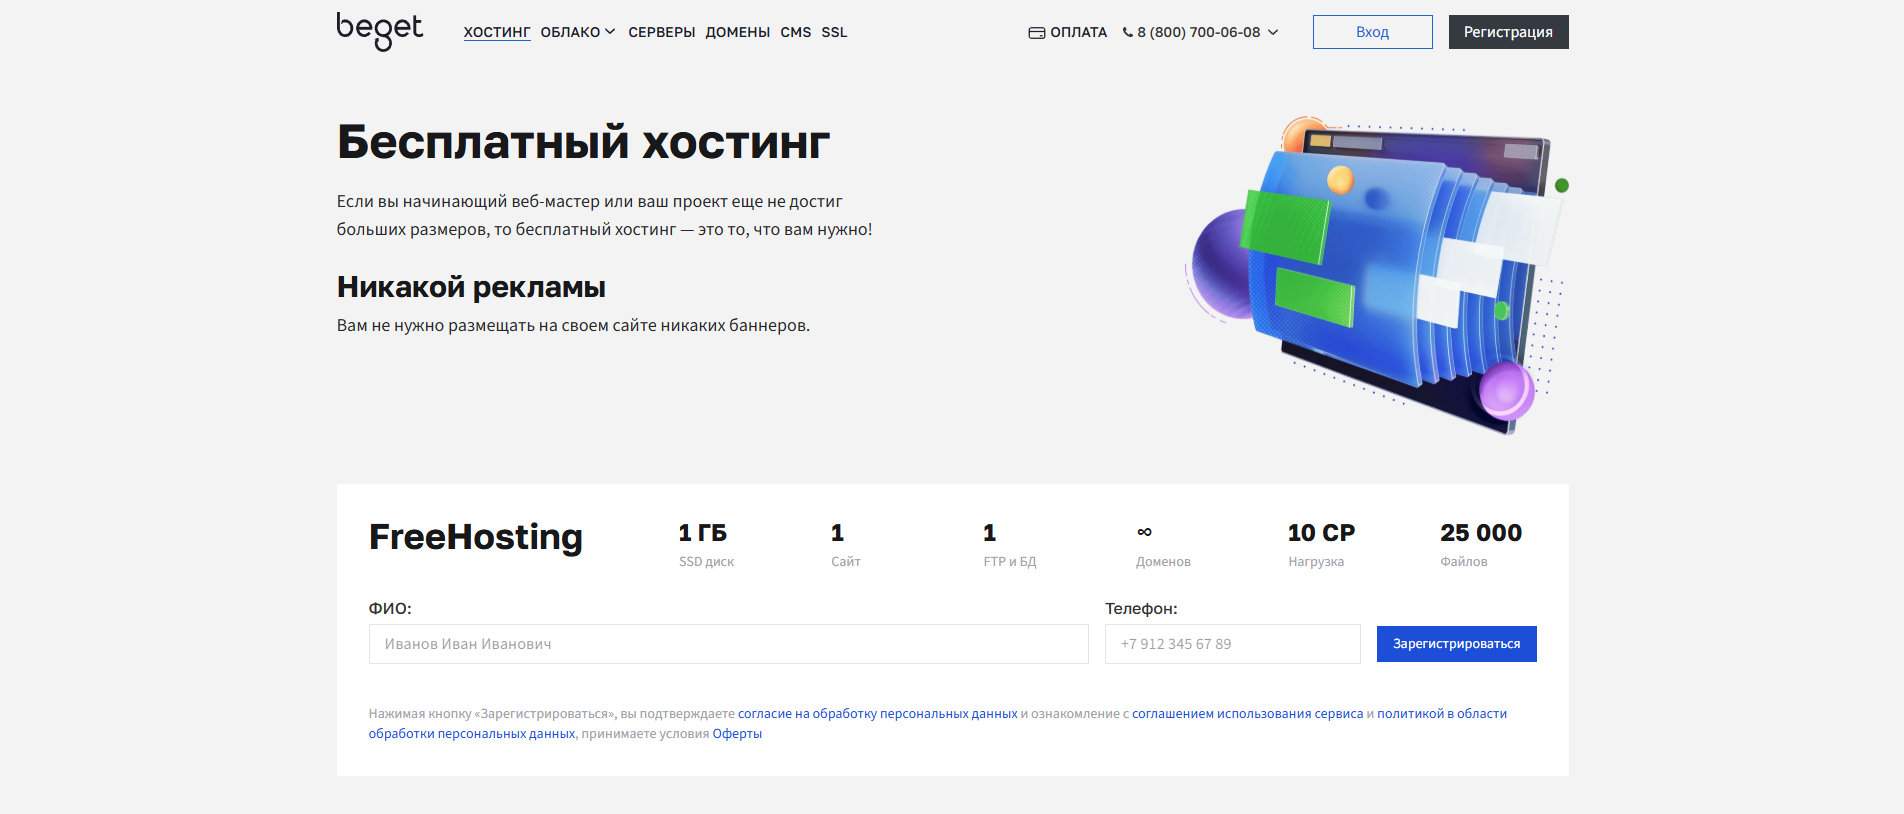 beget
ХОСТИНГ ОБЛАКО СЕРВЕРЫ ДОМЕНЫ CMS SSL
ОПЛАТА 8 (800) 700-06-08
Вход
Регистрация
Бесплатный хостинг
Если вы начинающий веб-мастер или ваш проект еще не достиг
больших размеров, то бесплатный хостинг — это то, что вам нужно!
Никакой рекламы
Вам не нужно размещать на своем сайте никаких баннеров.
FreeHosting
1 ГБ
SSD диск
1
Сайт
1
FTP и БД
∞
Доменов
10 CP
Нагрузка
25 000
Файлов
ФИО:
Иванов Иван Иванович
Телефон:
+7 912 345 67 89
Зарегистрироваться
Нажимая кнопку «Зарегистрироваться», вы подтверждаете согласие на обработку персональных данных и ознакомление с соглашением использования сервиса и политикой в области
обработки персональных данных, принимаете условия Оферты